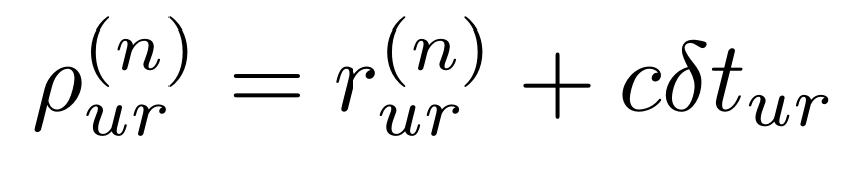 ρ_{ur}^{(n)} = r_{ur}^{(n)} + cδt_{ur}